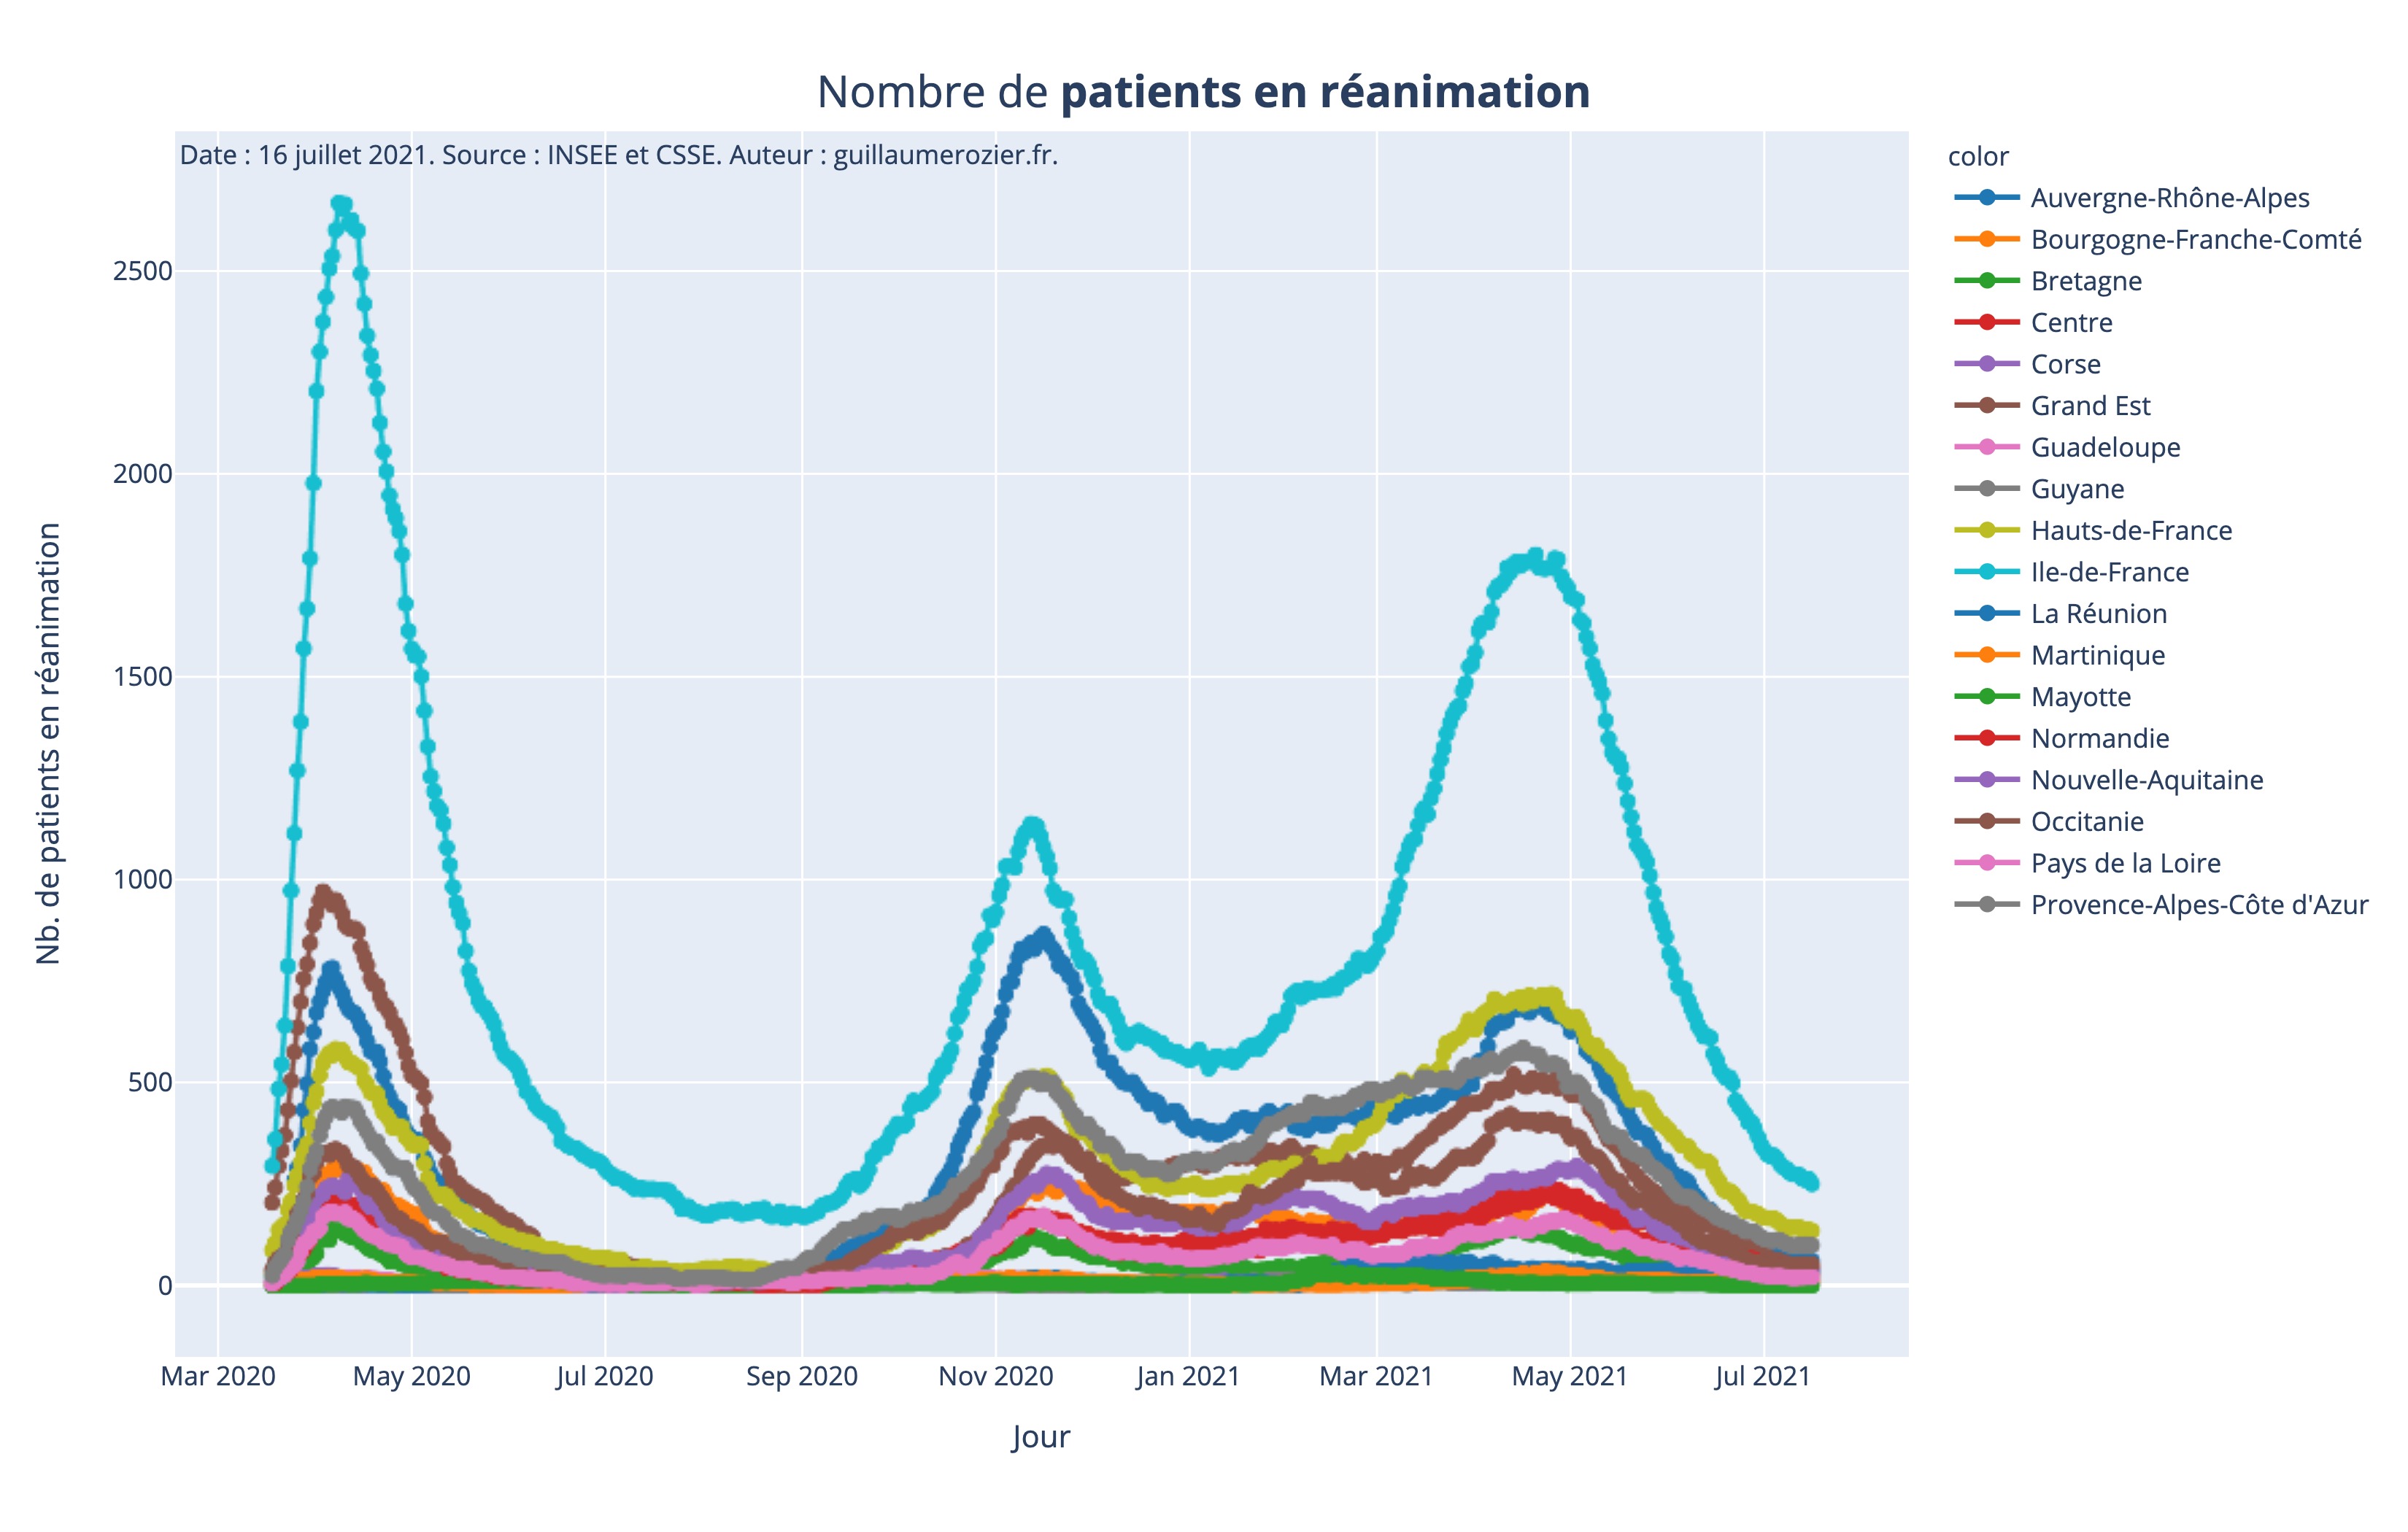 Nombre de patients en réanimation
Date : 16 juillet 2021. Source : INSEE et CSSE. Auteur : guillaumerozier.fr.
color
Auvergne-Rhône-Alpes
Bourgogne-Franche-Comté
Bretagne
Centre
Corse
Grand Est
Guadeloupe
Guyane
Hauts-de-France
Ile-de-France
La Réunion
Martinique
Mayotte
Normandie
Nouvelle-Aquitaine
Occitanie
Pays de la Loire
Provence-Alpes-Côte d'Azur
Nb. de patients en réanimation
2500
2000
1500
1000
500
0
Mar 2020 May 2020 Jul 2020 Sep 2020 Nov 2020 Jan 2021 Mar 2021 May 2021 Jul 2021
Jour